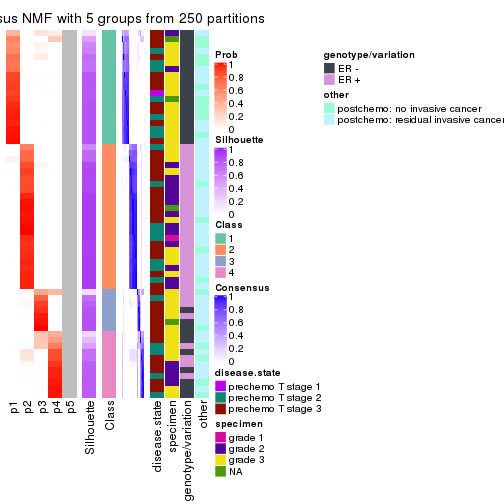 sus NMF with 5 groups from 250 partitions
Prob
1
0.8
0.6
0.4
0.2
0
Silhouette
1
0.8
0.6
0.4
0.2
0
Class
1
2
3
4
Consensus
1
0.8
0.6
0.4
0.2
0
disease.state
prechemo T stage 1
prechemo T stage 2
prechemo T stage 3
specimen
grade 1
grade 2
grade 3
NA
genotype/variation
ER -
ER +
other
postchemo: no invasive cancer
postchemo: residual invasive cancer
p1
p2
p3
p4
p5
Silhouette
Class
disease.state
specimen
genotype/variation
other